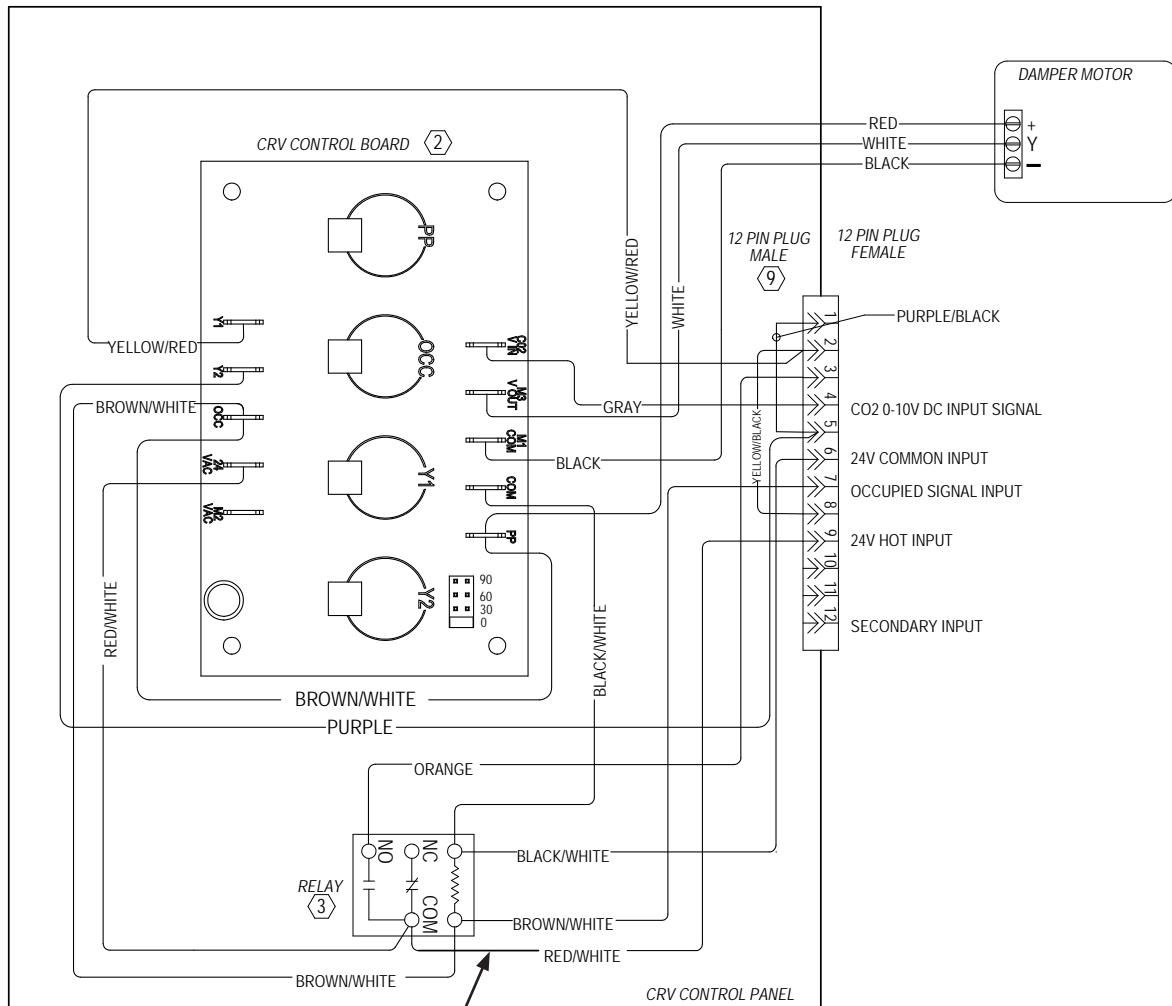 DAMPER MOTOR
RED
+
WHITE
Y
BLACK
−
CRV CONTROL BOARD 2
12 PIN PLUG
MALE
9
12 PIN PLUG
FEMALE
PP
YELLOW/RED
WHITE
1
PURPLE/BLACK
2
3
4
CO2 0-10V DC INPUT SIGNAL
5
6
24V COMMON INPUT
7
OCCUPIED SIGNAL INPUT
8
9
24V HOT INPUT
10
11
12
SECONDARY INPUT
YELLOW/BLACK
Y1
YELLOW/RED
Y2
BROWN/WHITE
OCC
24
VAC
M2
VAC
OCC
Y1
Y2
C02
V IN
M3
V OUT
GRAY
M1
COM
BLACK
COM
PP
90
60
30
0
RED/WHITE
BLACK/WHITE
BROWN/WHITE
PURPLE
ORANGE
NO
NC
COM
RELAY
3
BLACK/WHITE
BROWN/WHITE
RED/WHITE
BROWN/WHITE
CRV CONTROL PANEL